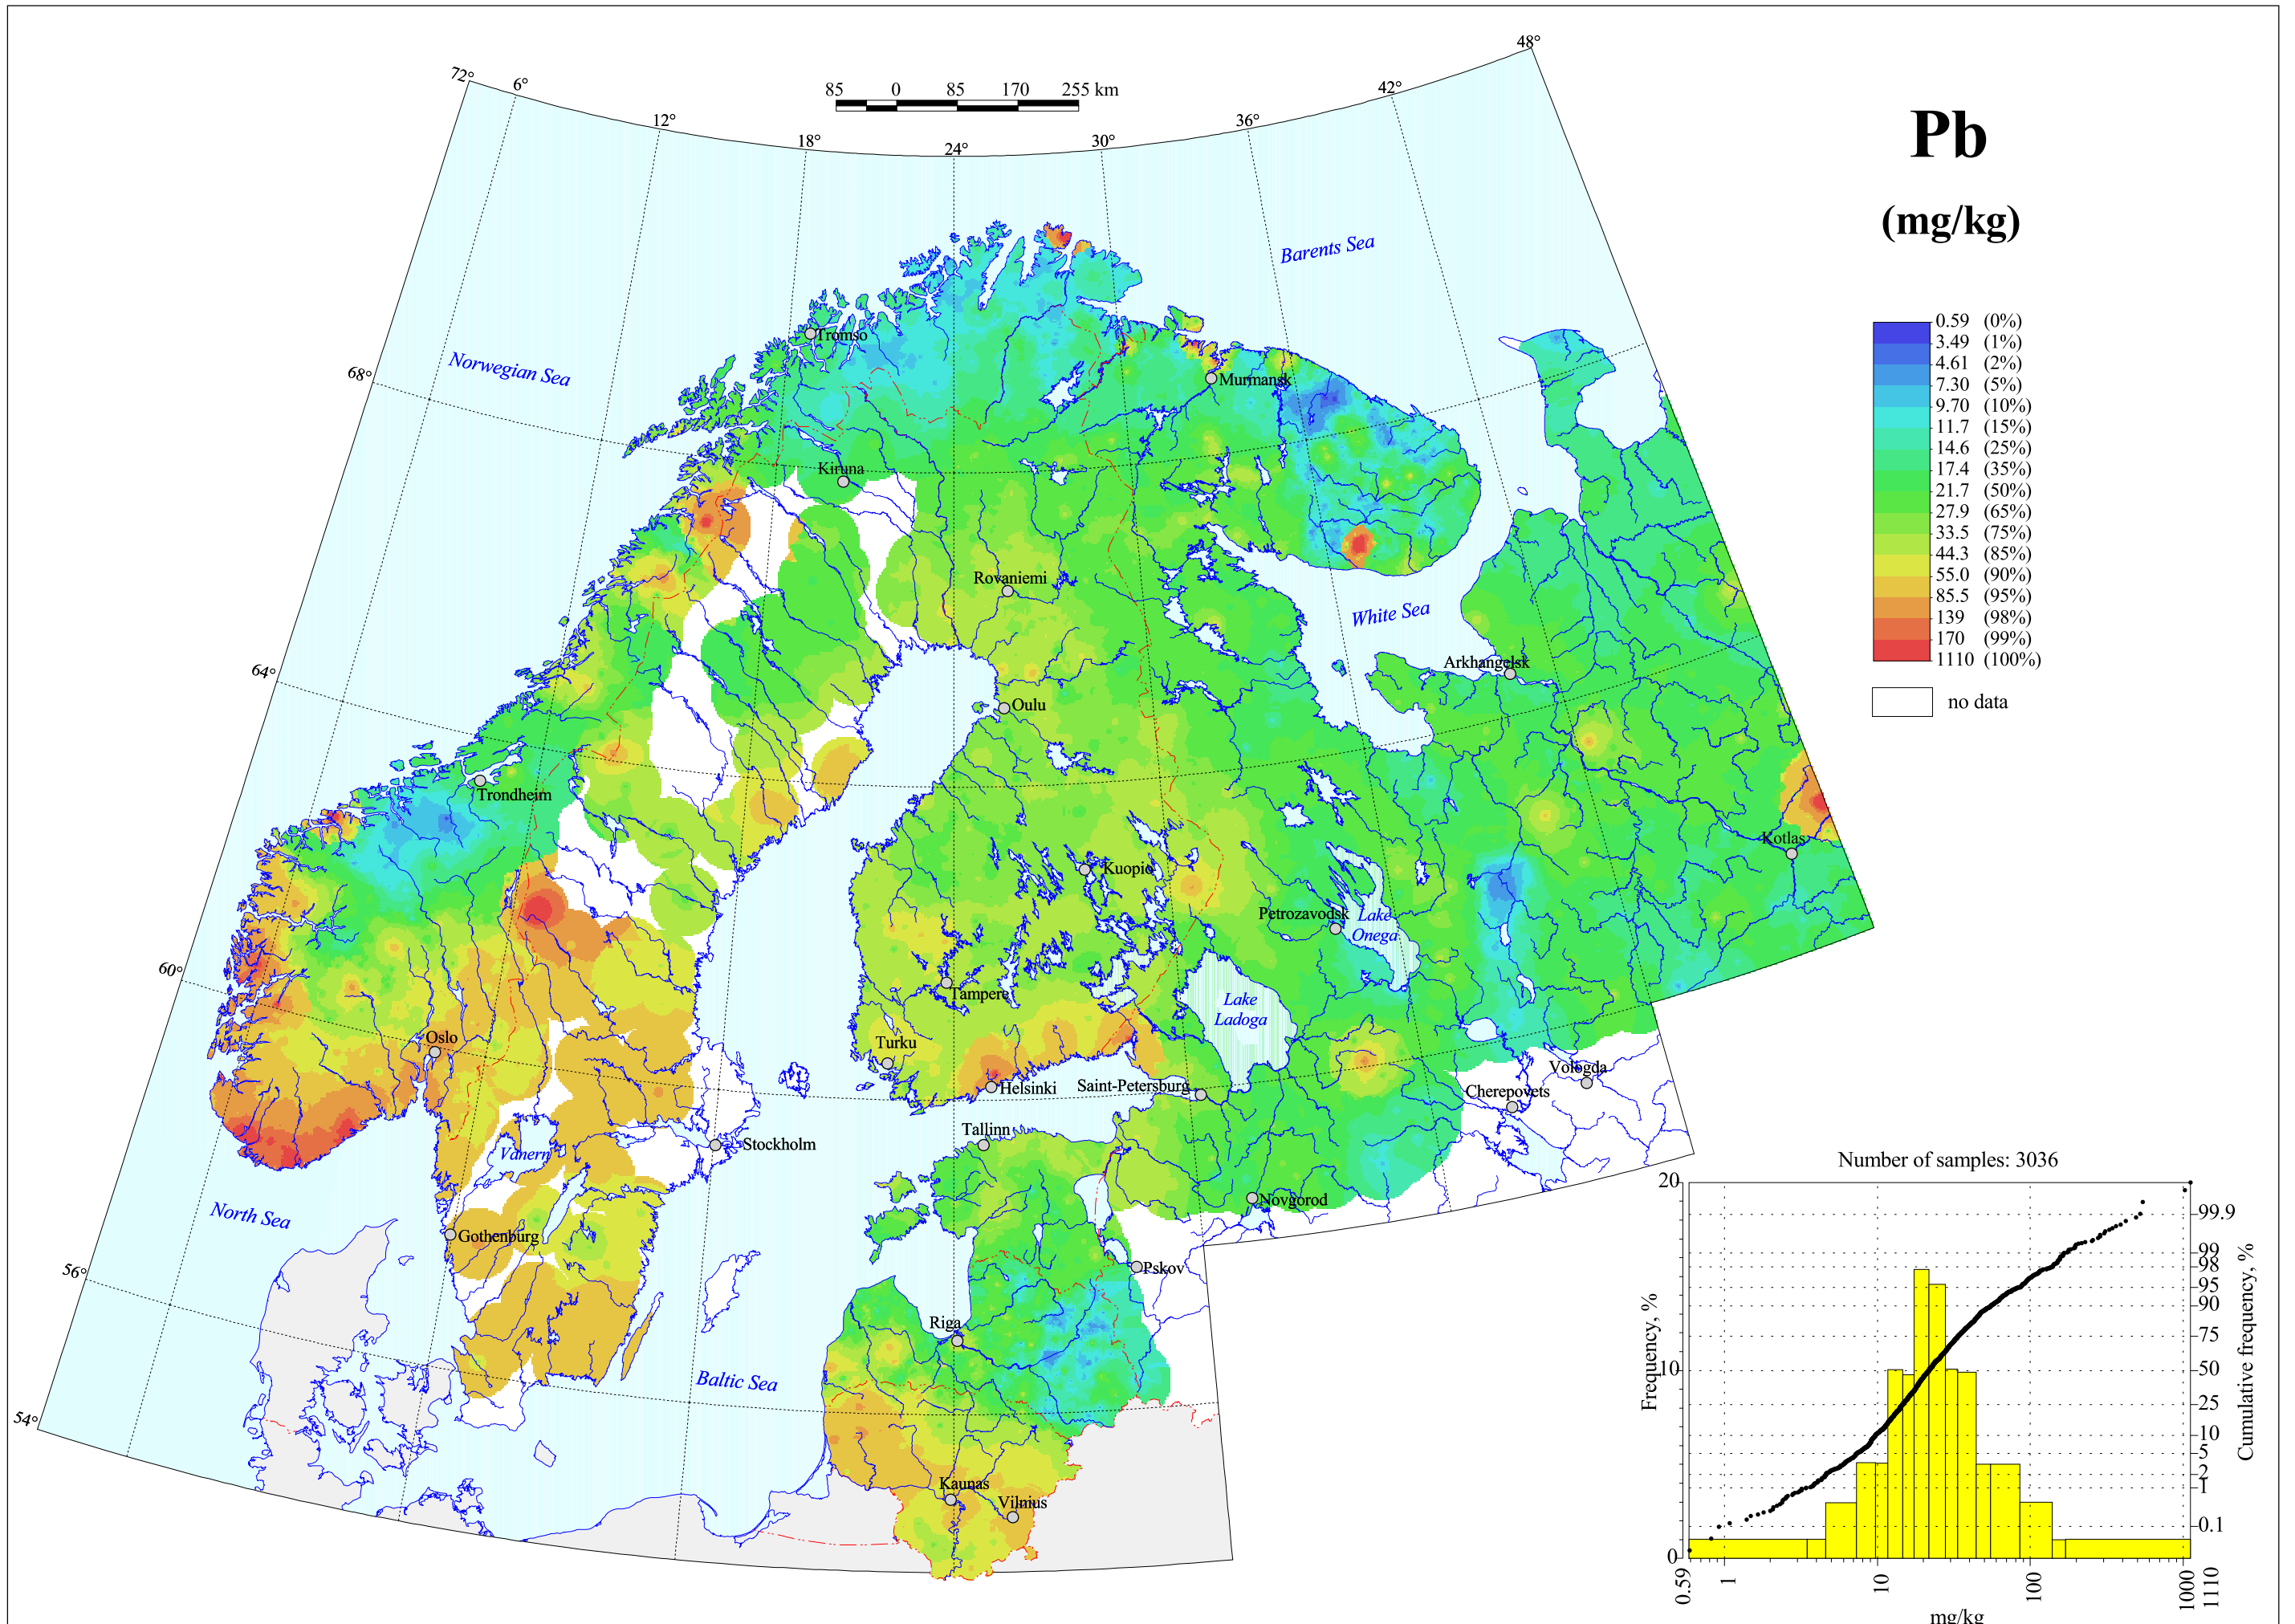 48°
72°
6°
42°
85 0 85 170 255 km
12°
36°
18°
30°
24°
Pb
(mg/kg)
Barents Sea
0.59 (0%)
3.49 (1%)
4.61 (2%)
7.30 (5%)
9.70 (10%)
11.7 (15%)
14.6 (25%)
17.4 (35%)
21.7 (50%)
27.9 (65%)
33.5 (75%)
44.3 (85%)
55.0 (90%)
85.5 (95%)
139 (98%)
170 (99%)
1110 (100%)
no data
Tromso
Norwegian Sea
68°
Murmansk
Kiruna
Rovaniemi
White Sea
Arkhangelsk
64°
Oulu
Trondheim
Kotlas
Kuopio
Petrozavodsk
Lake
Onega
60°
Tampere
Lake
Ladoga
Oslo
Turku
Helsinki
Saint-Petersburg
Vologda
Cherepovets
Tallinn
Stockholm
Vanern
Novgorod
North Sea
Gothenburg
56°
Pskov
Riga
Baltic Sea
54°
Kaunas
Vilnius
Number of samples: 3036
20
10
0
Frequency, %
99.9
99
98
95
90
75
50
25
10
5
2
1
0.1
Cumulative frequency, %
0.59
1
10
100
1000
1110
mg/kg